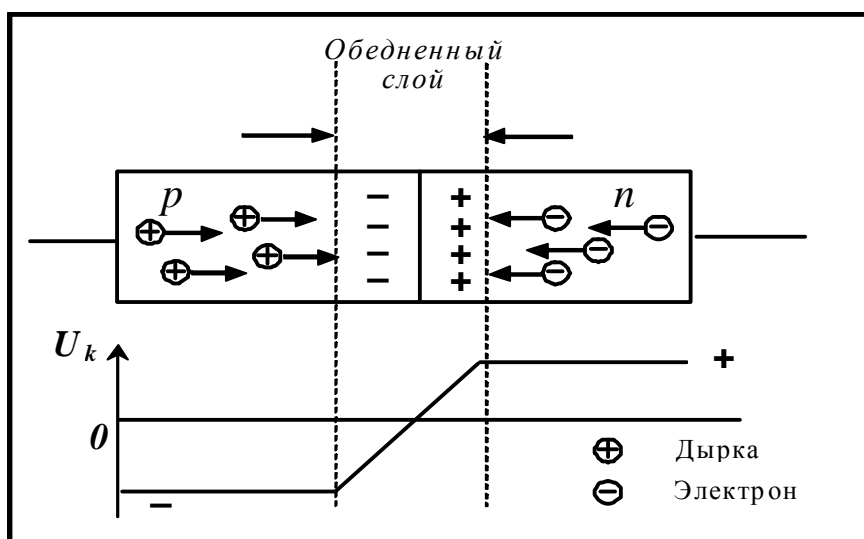 Обедненный
слой
p
n
− +
− +
− +
− +
U k
+
0
−
⊕ Дырка
⊖ Электрон